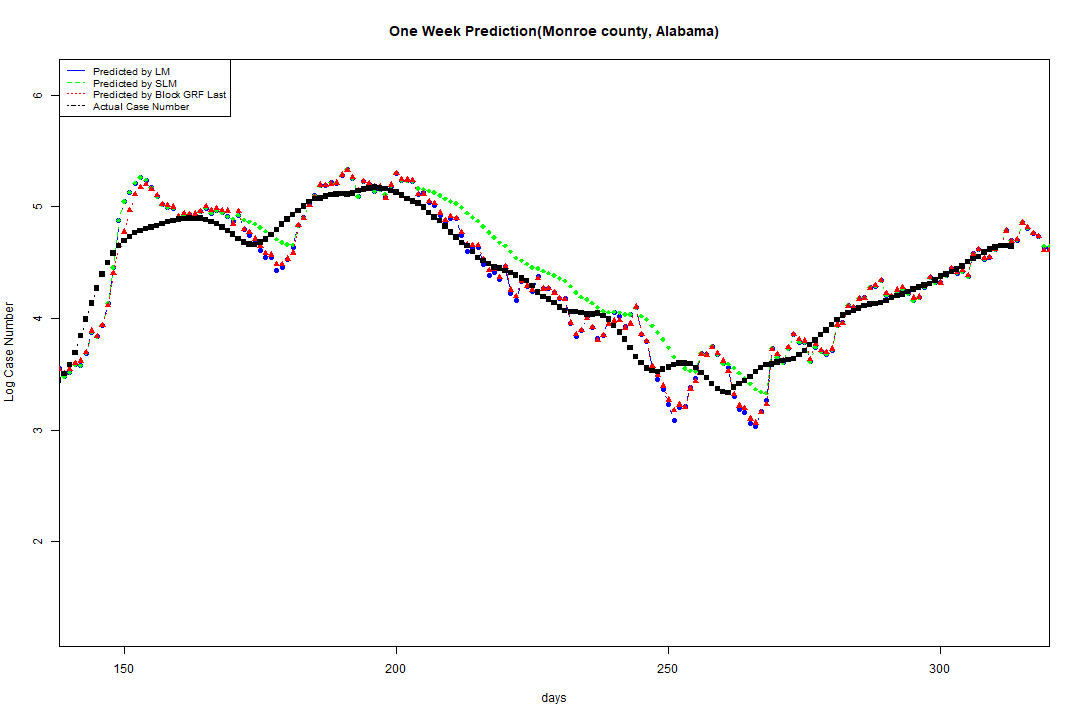 One Week Prediction(Monroe county, Alabama)
Predicted by LM
Predicted by SLM
Predicted by Block GRF Last
Actual Case Number
6
5
4
3
2
Log Case Number
150 200 250 300
days